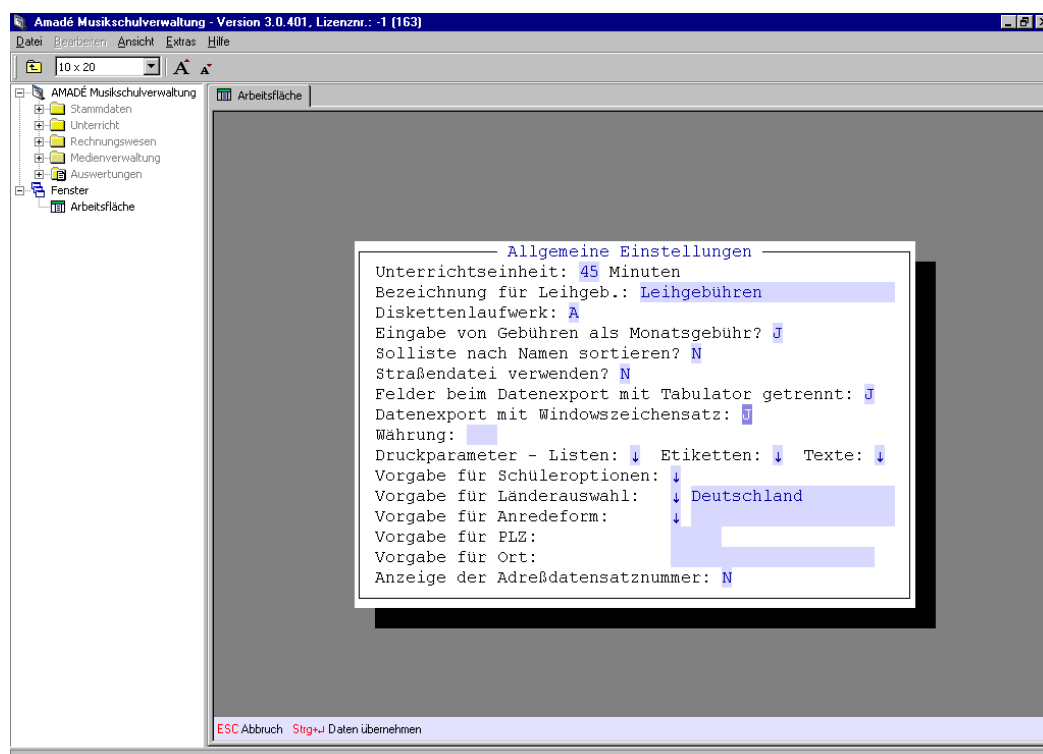 Amadé Musikschulverwaltung - Version 3.0.401, Lizenznr.: -1 (163)
Datei Bearbeiten Ansicht Extras Hilfe
10 x 20 A A
AMADÉ Musikschulverwaltung
Stammdaten
Unterricht
Rechnungswesen
Medienverwaltung
Auswertungen
Fenster
Arbeitsfläche
Arbeitsfläche
Allgemeine Einstellungen
Unterrichtseinheit: 45 Minuten
Bezeichnung für Leihgeb.: Leihgebühren
Diskettenlaufwerk: A
Eingabe von Gebühren als Monatsgebühr? J
Solliste nach Namen sortieren? N
Straßendatei verwenden? N
Felder beim Datenexport mit Tabulator getrennt: J
Datenexport mit Windowszeichensatz: J
Währung:
Druckparameter - Listen: ↓ Etiketten: ↓ Texte: ↓
Vorgabe für Schüleroptionen: ↓
Vorgabe für Länderauswahl: ↓ Deutschland
Vorgabe für Anredeform: ↓
Vorgabe für PLZ:
Vorgabe für Ort:
Anzeige der Adreßdatensatznummer: N
ESC Abbruch Strg+↵ Daten übernehmen